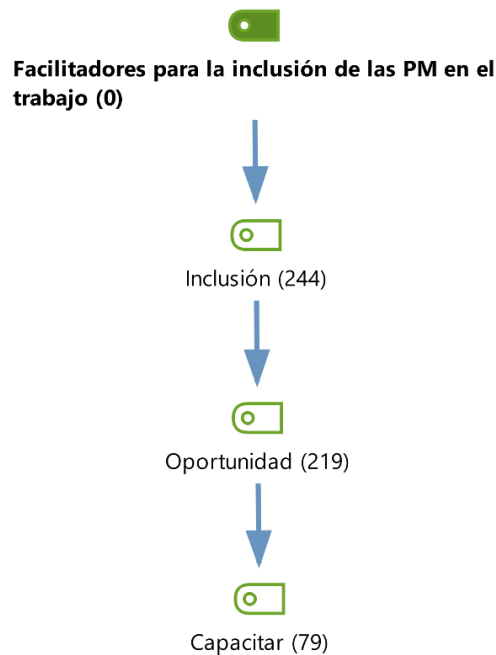 Facilitadores para la inclusión de las PM en el
trabajo (0)
Inclusión (244)
Oportunidad (219)
Capacitar (79)